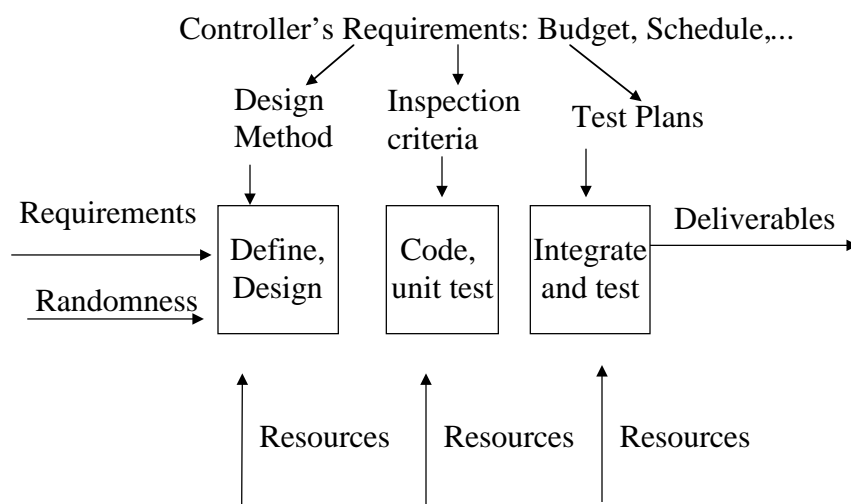 Controller’s Requirements: Budget, Schedule,...
Design
Method
Inspection
criteria
Test Plans
Requirements
Randomness
Define,
Design
Code,
unit test
Integrate
and test
Deliverables
Resources
Resources
Resources